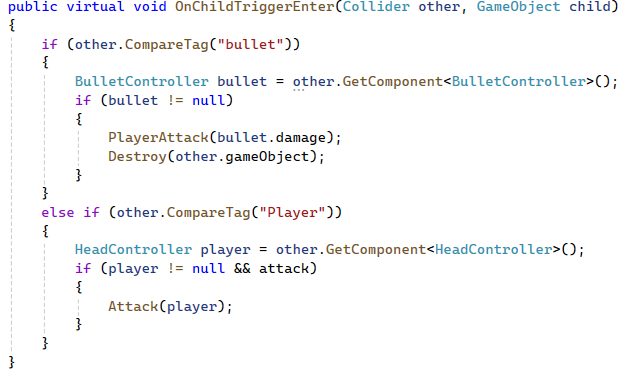 public virtual void OnChildTriggerEnter(Collider other, GameObject child)
{
    if (other.CompareTag("bullet"))
    {
        BulletController bullet = other.GetComponent<BulletController>();
        if (bullet != null)
        {
            PlayerAttack(bullet.damage);
            Destroy(other.gameObject);
        }
    }
    else if (other.CompareTag("Player"))
    {
        HeadController player = other.GetComponent<HeadController>();
        if (player != null && attack)
        {
            Attack(player);
        }
    }
}